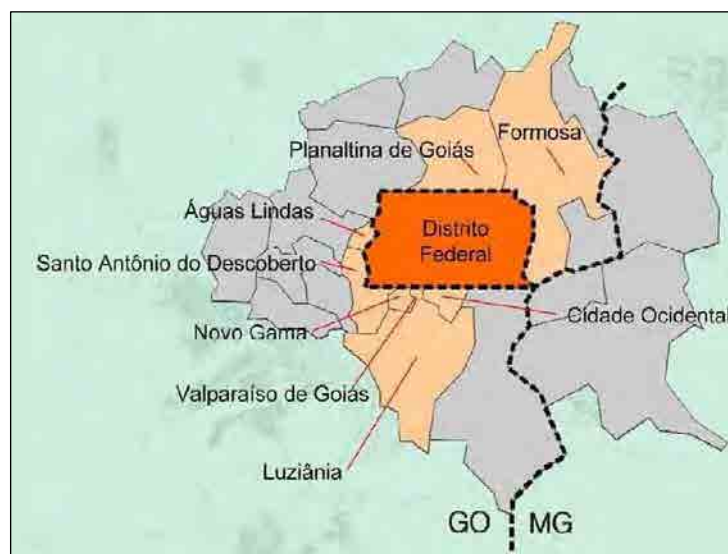 Formosa
Planaltina de Goiás
Águas Lindas
Distrito
Federal
Santo Antônio do Descoberto
Novo Gama
Cidade Ocidental
Valparaíso de Goiás
Luziânia
GO
MG